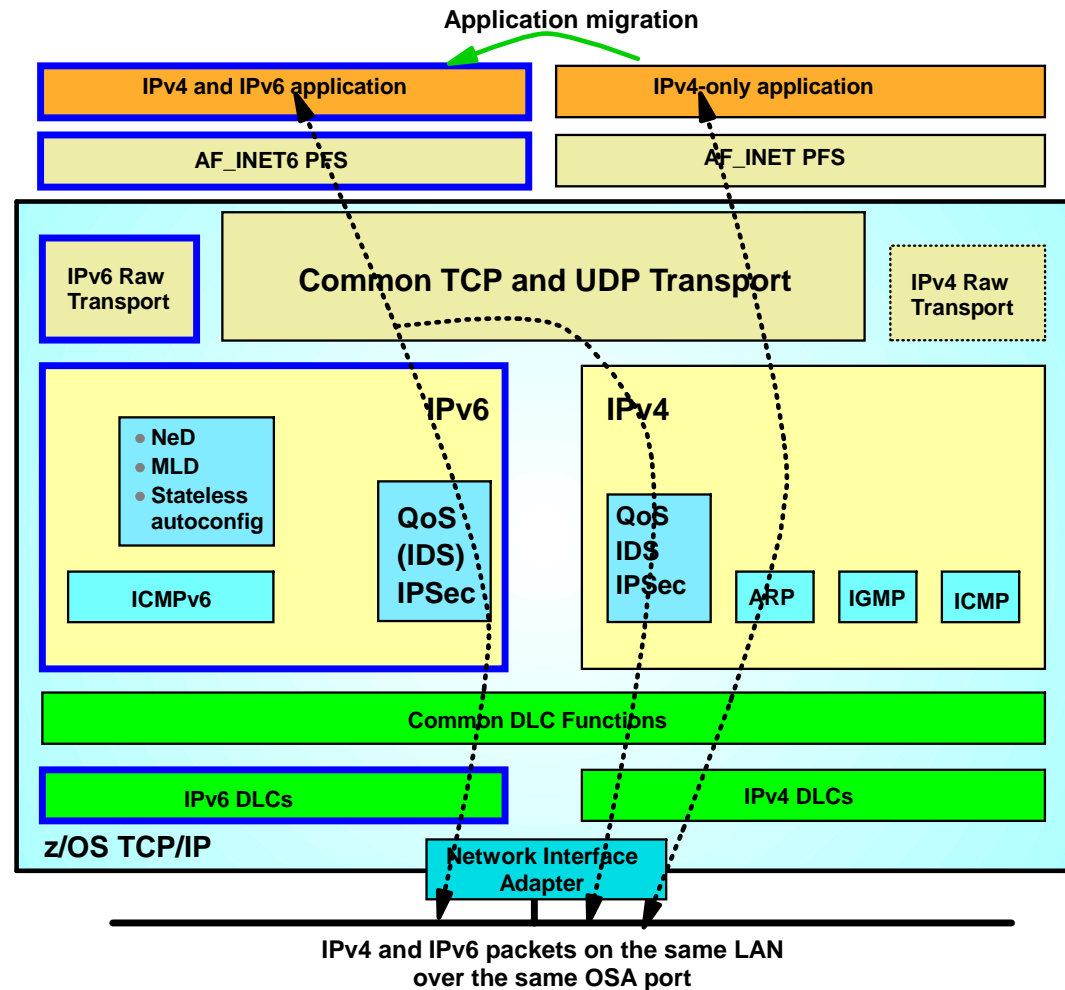 Application migration
IPv4 and IPv6 application
IPv4-only application
AF_INET6 PFS
AF_INET PFS
IPv6 Raw
Transport
Common TCP and UDP Transport
IPv4 Raw
Transport
IPv6
NeD
MLD
Stateless
autoconfig
QoS
(IDS)
IPSec
ICMPv6
IPv4
QoS
IDS
IPSec
ARP
IGMP
ICMP
Common DLC Functions
IPv6 DLCs
IPv4 DLCs
z/OS TCP/IP
Network Interface
Adapter
IPv4 and IPv6 packets on the same LAN
over the same OSA port